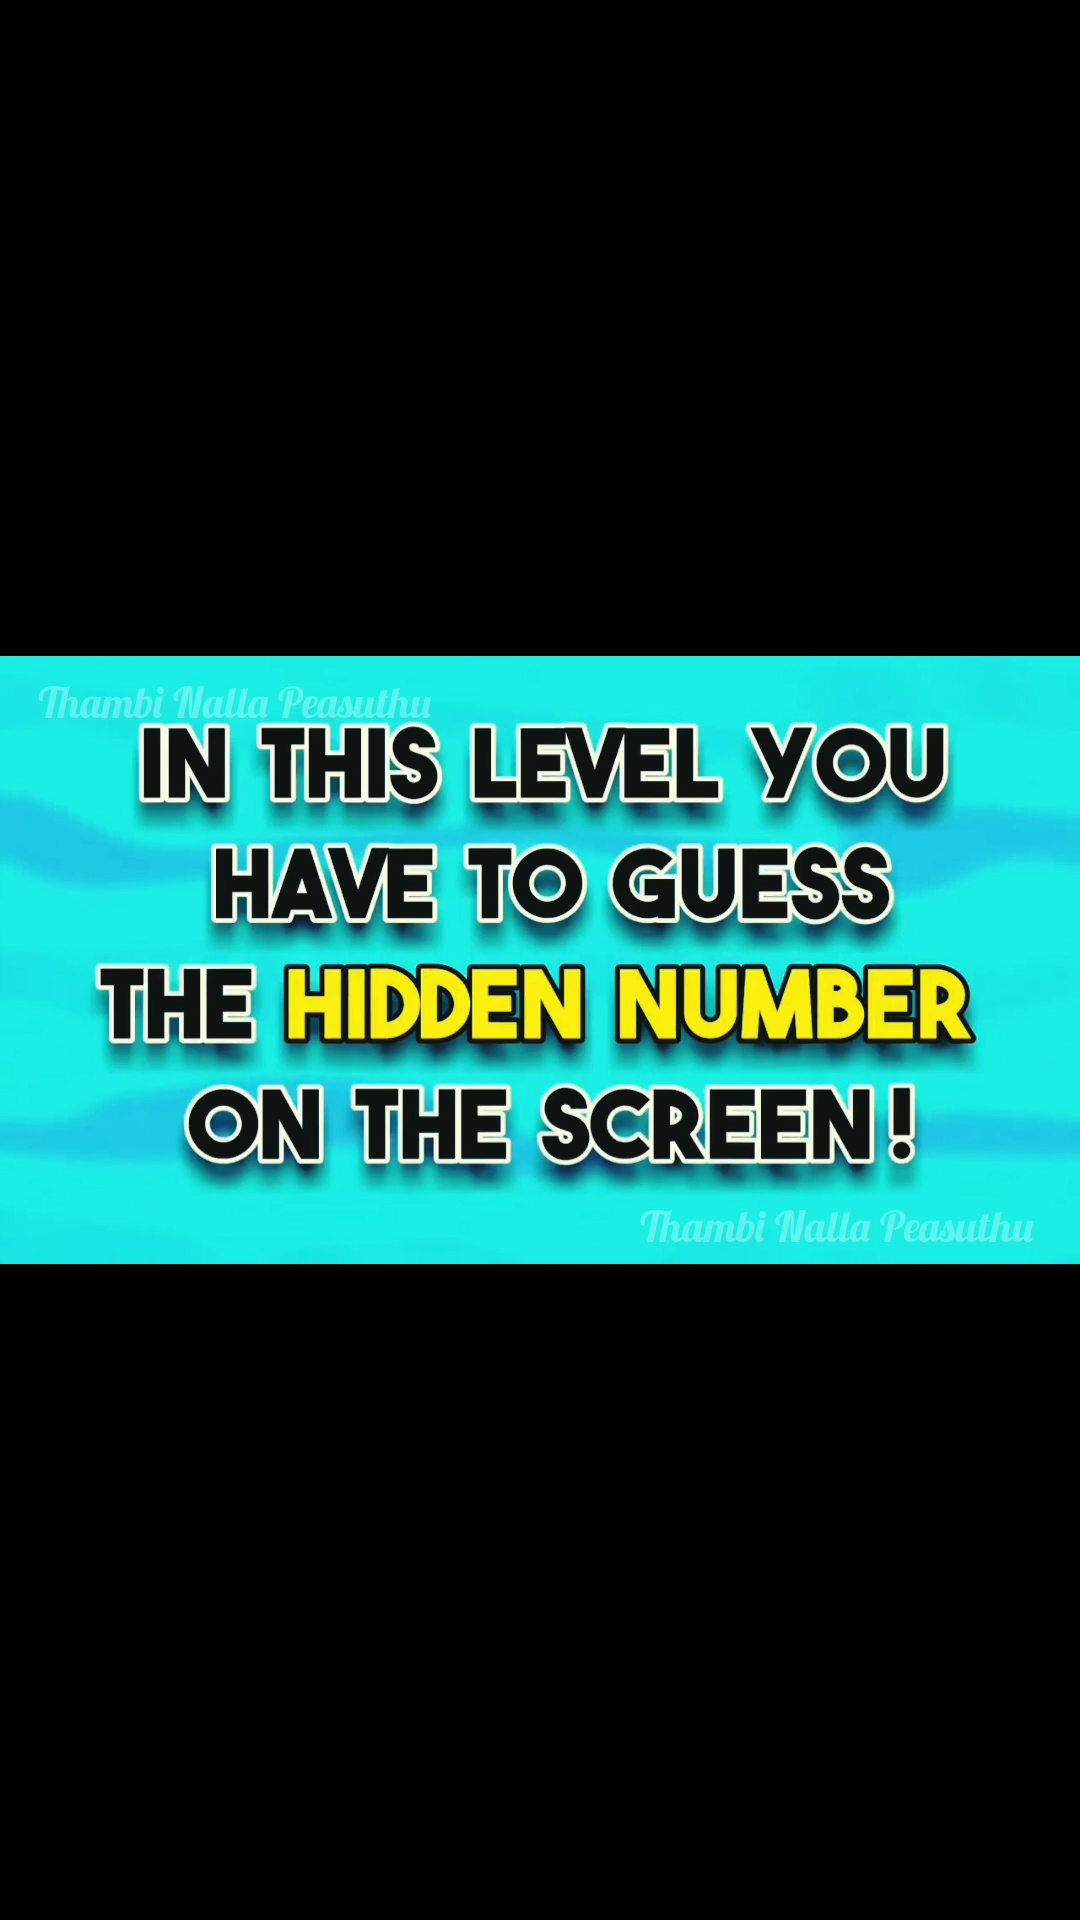 Thambi Nalla Peasuthu
IN THIS LEVEL YOU
HAVE TO GUESS
THE HIDDEN NUMBER
ON THE SCREEN!
Thambi Nalla Peasuthu